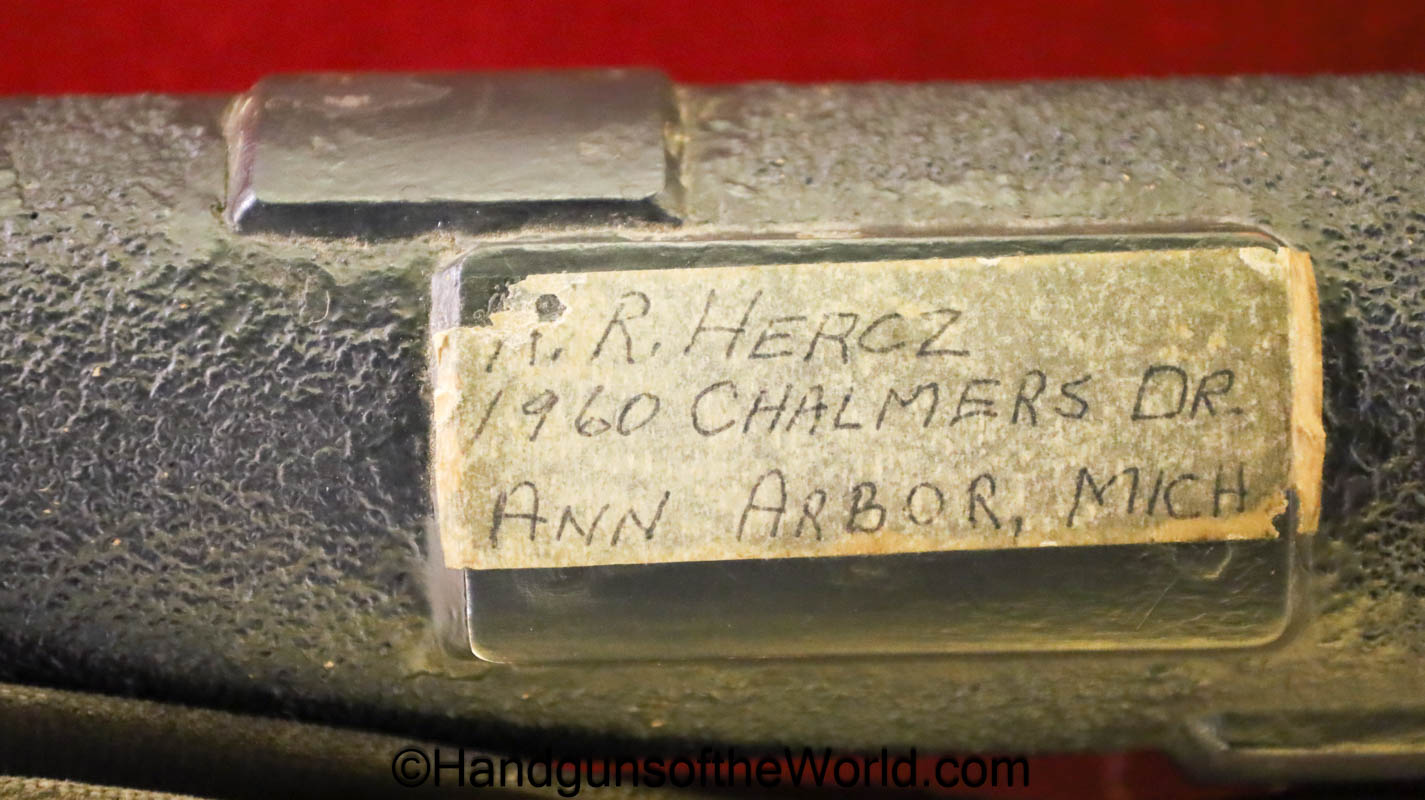 R. HERCZ
1960 CHALMERS DR.
ANN ARBOR, MICH
©HandgunsoftheWorld.com